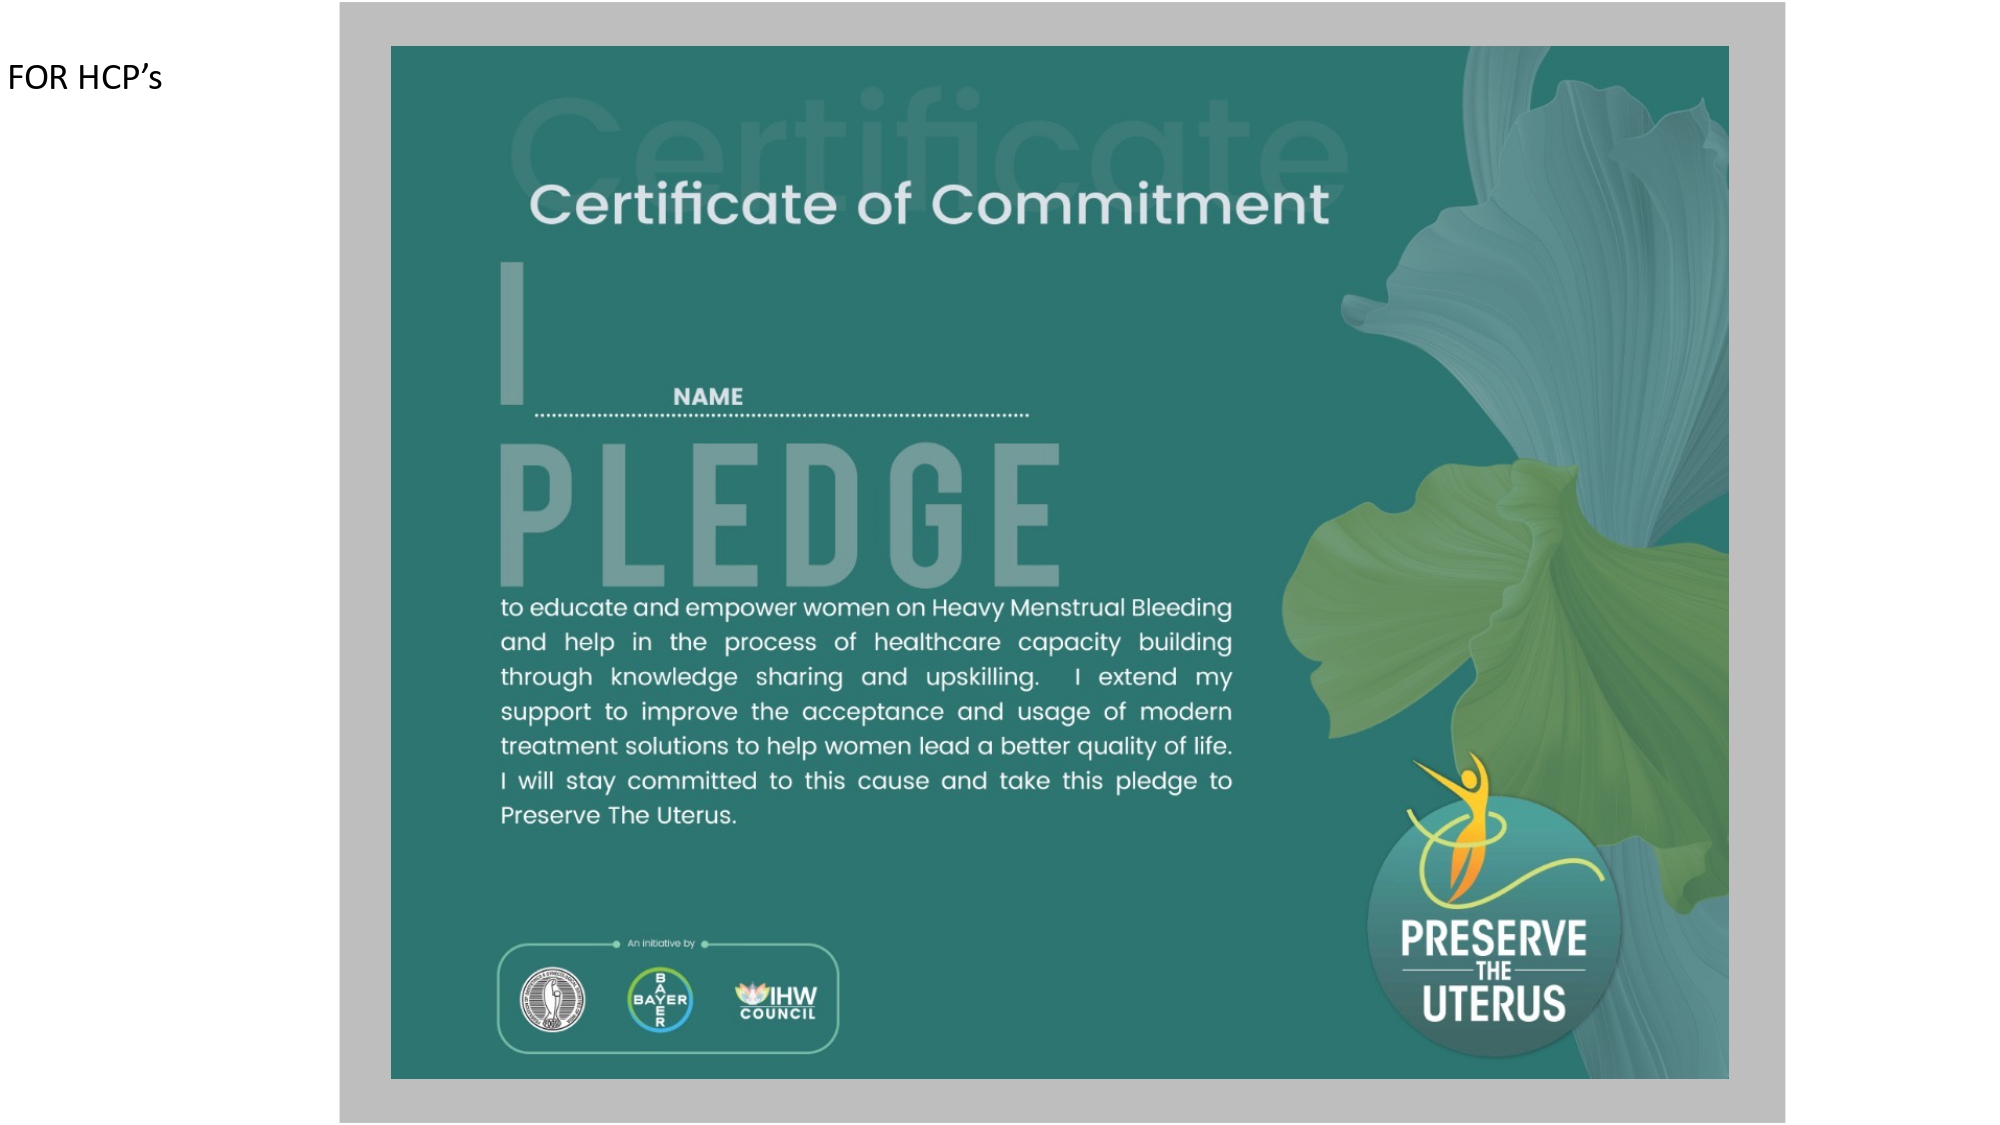 FOR HCP’s
Certificate
Certificate of Commitment
I
NAME
PLEDGE
to educate and empower women on Heavy Menstrual Bleeding
and help in the process of healthcare capacity building
through knowledge sharing and upskilling. I extend my
support to improve the acceptance and usage of modern
treatment solutions to help women lead a better quality of life.
I will stay committed to this cause and take this pledge to
Preserve The Uterus.
An initiative by
BAYER
BAYER
IHW
COUNCIL
PRESERVE
THE
UTERUS